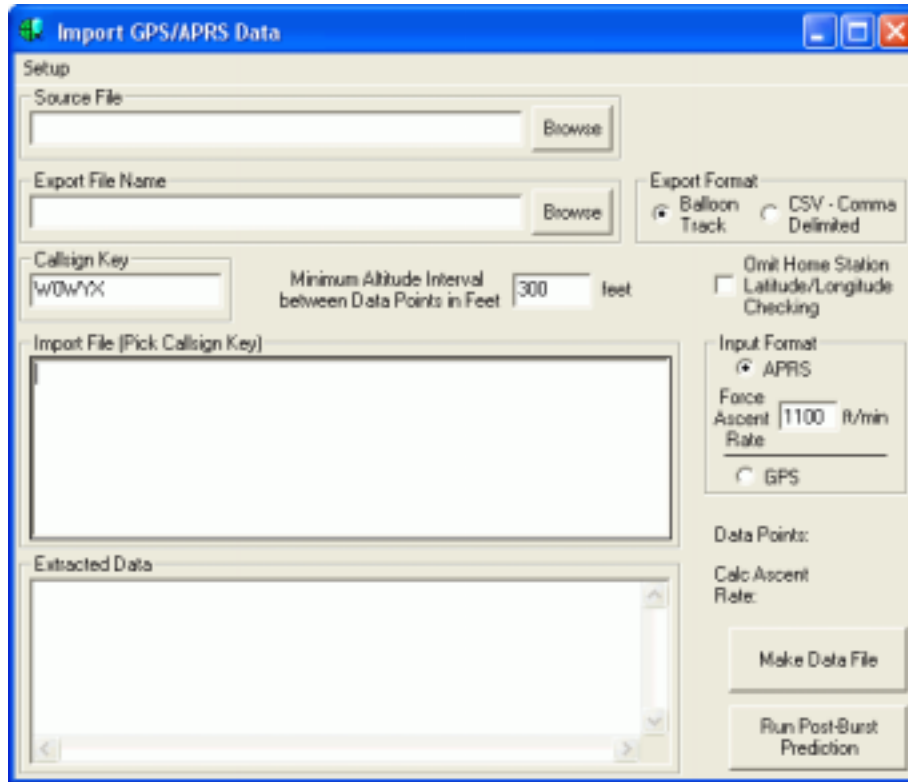 Import GPS/APRS Data
Setup
Source File
Browse
Export File Name
Browse
Export Format
Balloon
Track
CSV - Comma
Delimited
Callsign Key
W0WYX
Minimum Altitude Interval
between Data Points in Feet
300
feet
Omit Home Station
Latitude/Longitude
Checking
Import File (Pick Callsign Key)
Input Format
APRS
Force
Ascent
Rate
1100
ft/min
GPS
Data Points:
Extracted Data
Calc Ascent
Rate:
Make Data File
Run Post-Burst
Prediction